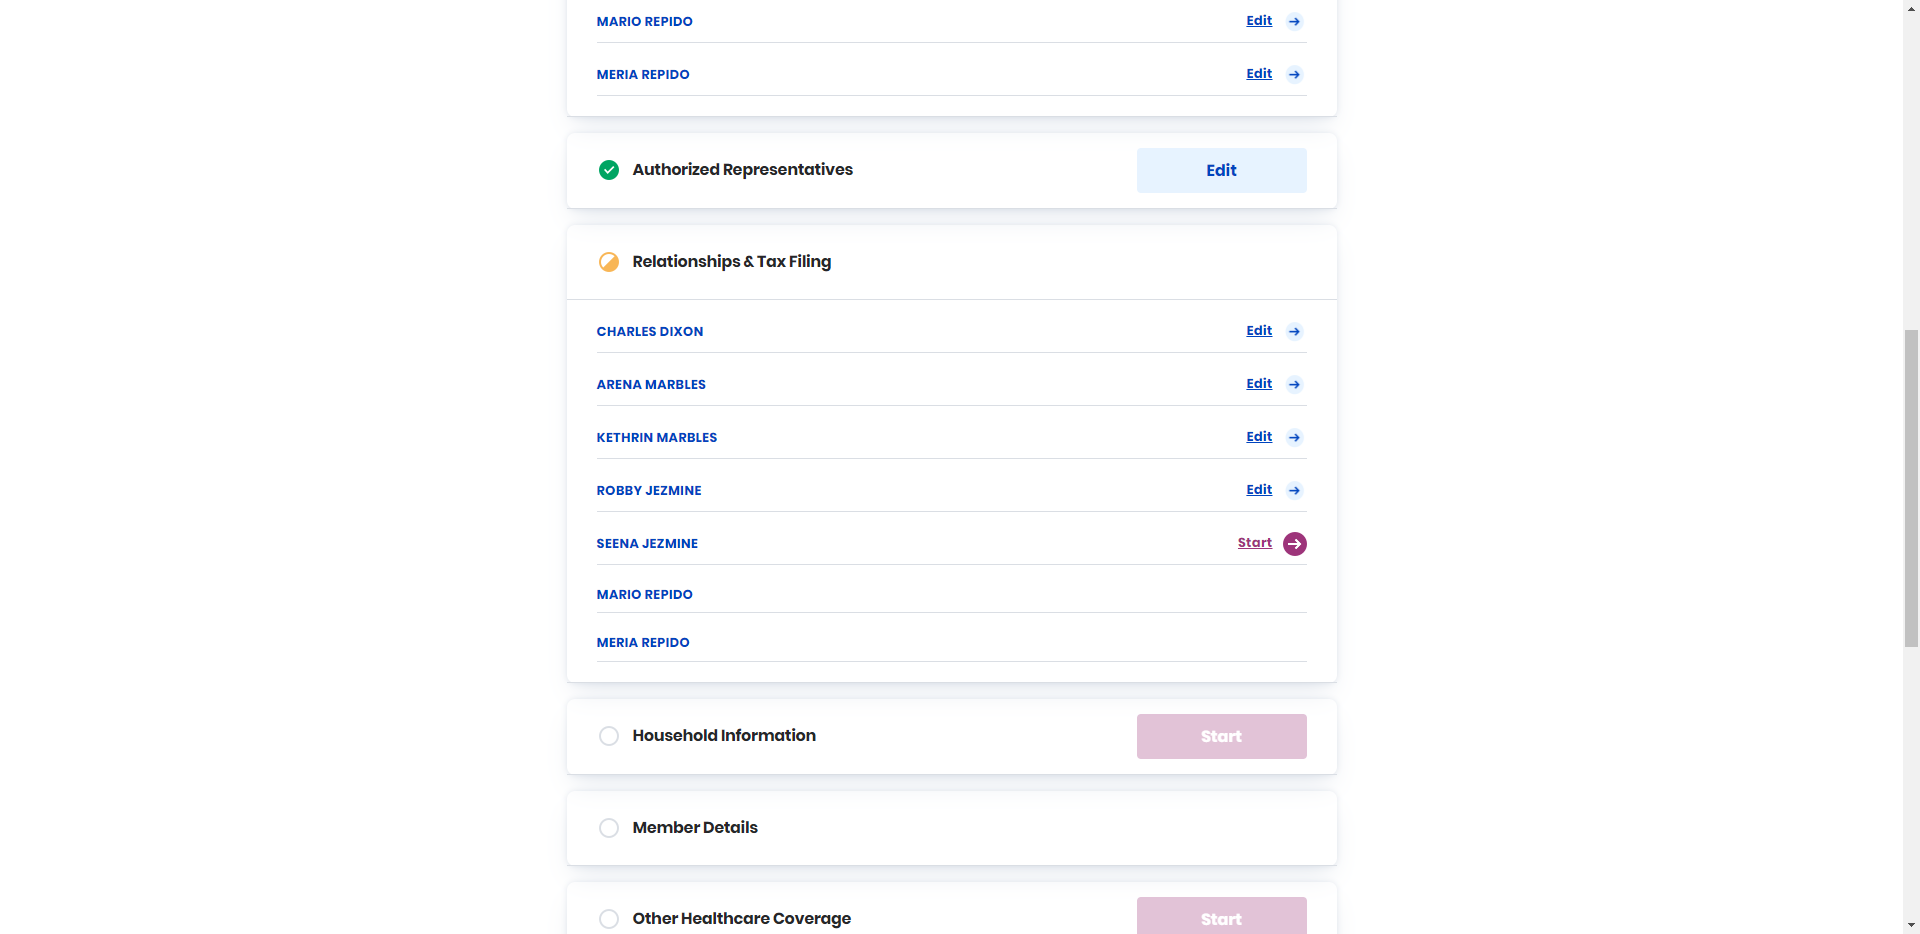 MARIO REPIDO Edit
MERIA REPIDO Edit
Authorized Representatives Edit
Relationships & Tax Filing
CHARLES DIXON Edit
ARENA MARBLES Edit
KETHRIN MARBLES Edit
ROBBY JEZMINE Edit
SEENA JEZMINE Start
MARIO REPIDO
MERIA REPIDO
Household Information Start
Member Details
Other Healthcare Coverage Start